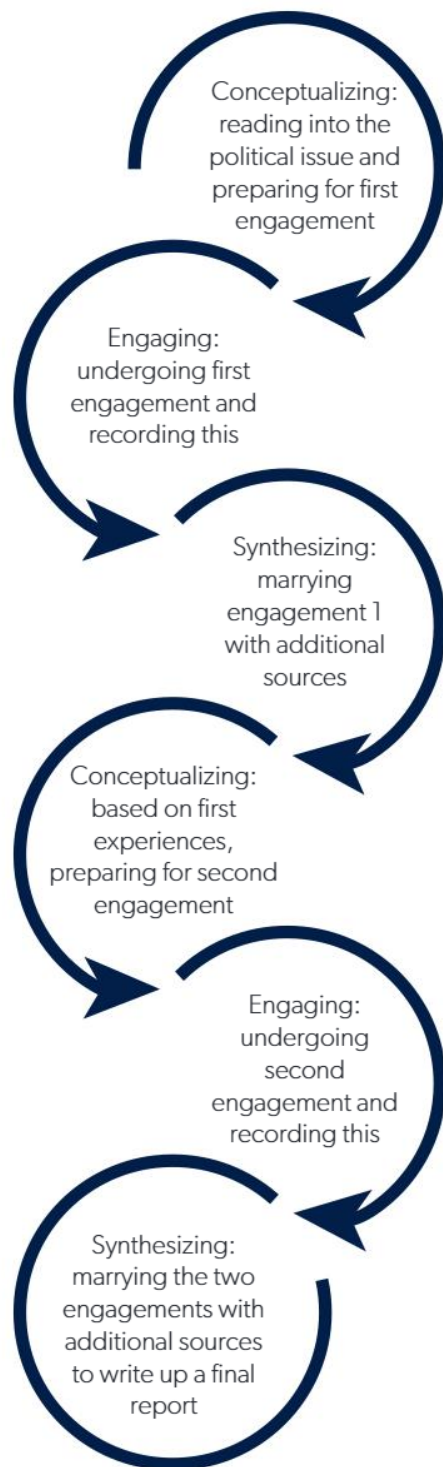 Conceptualizing:
reading into the
political issue and
preparing for first
engagement
Engaging:
undergoing first
engagement and
recording this
Synthesizing:
marrying
engagement 1
with additional
sources
Conceptualizing:
based on first
experiences,
preparing for second
engagement
Engaging:
undergoing
second
engagement and
recording this
Synthesizing:
marrying the two
engagements with
additional sources
to write up a final
report